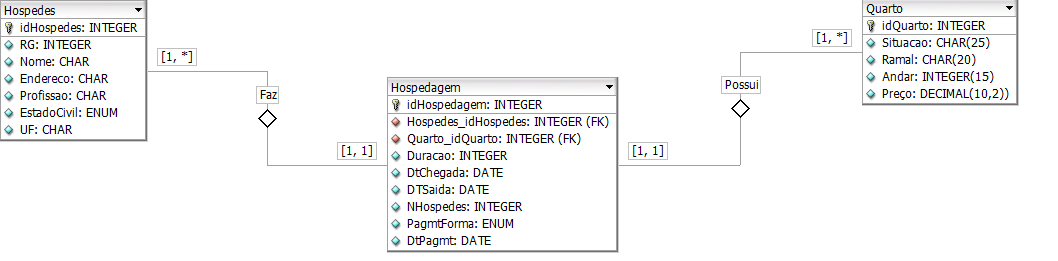 Hospedes
idHospedes: INTEGER
RG: INTEGER
Nome: CHAR
Endereco: CHAR
Profissao: CHAR
EstadoCivil: ENUM
UF: CHAR
[1, *]
Faz
[1, 1]
Hospedagem
idHospedagem: INTEGER
Hospedes_idHospedes: INTEGER (FK)
Quarto_idQuarto: INTEGER (FK)
Duracao: INTEGER
DtChegada: DATE
DTSaida: DATE
NHospedes: INTEGER
PagmtForma: ENUM
DtPagmt: DATE
[1, 1]
Possui
[1, *]
Quarto
idQuarto: INTEGER
Situacao: CHAR(25)
Ramal: CHAR(20)
Andar: INTEGER(15)
Preço: DECIMAL(10,2))